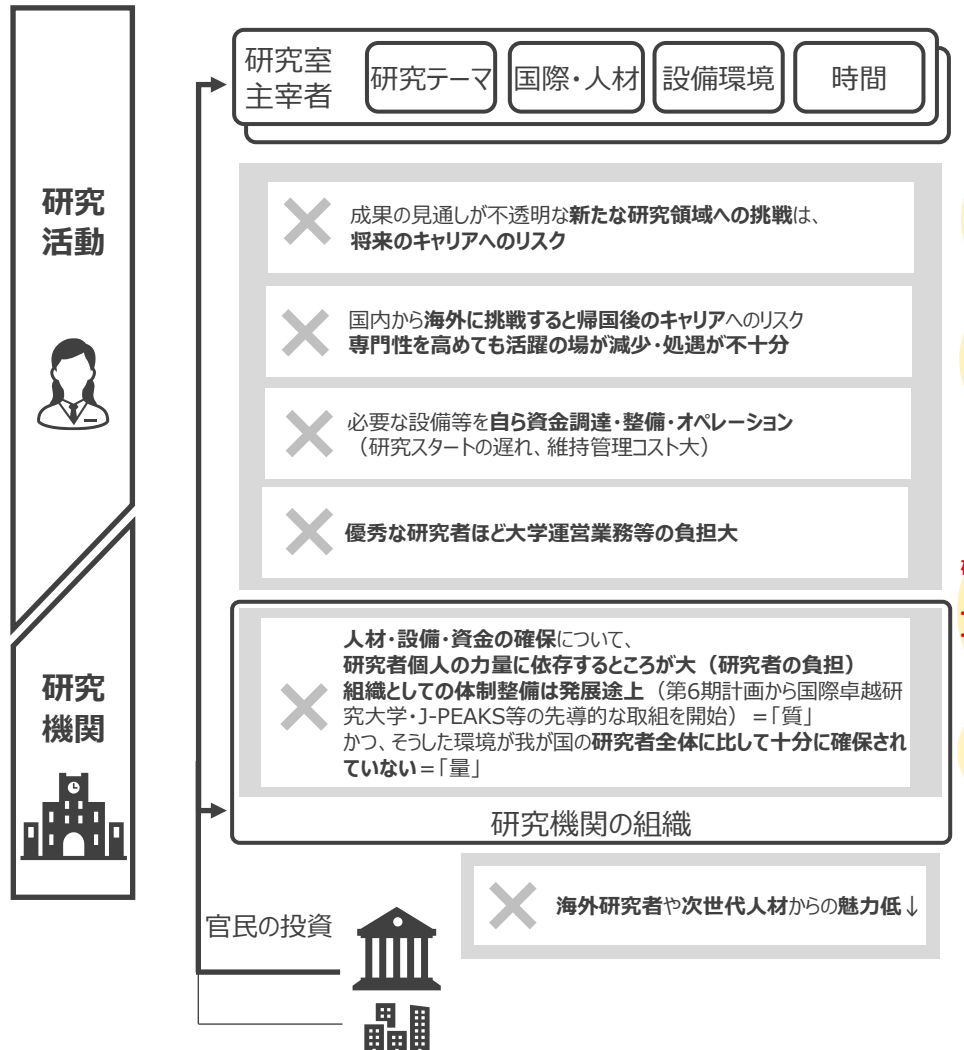 研究室
主宰者
研究テーマ
国際・人材
設備環境
時間
研究
活動
成果の見通しが不透明な新たな研究領域への挑戦は、
将来のキャリアへのリスク
国内から海外に挑戦すると帰国後のキャリアへのリスク
専門性を高めても活躍の場が減少・処遇が不十分
必要な設備等を自ら資金調達・整備・オペレーション
（研究スタートの遅れ、維持管理コスト大）
優秀な研究者ほど大学運営業務等の負担大
研究
機関
人材・設備・資金の確保について、
研究者個人の力量に依存するところが大（研究者の負担）
組織としての体制整備は発展途上（第6期計画から国際卓越研
究大学・J-PEAKS等の先導的な取組を開始）＝「質」
かつ、そうした環境が我が国の研究者全体に比して十分に確保され
ていない＝「量」
研究機関の組織
海外研究者や次世代人材からの魅力低↓
官民の投資